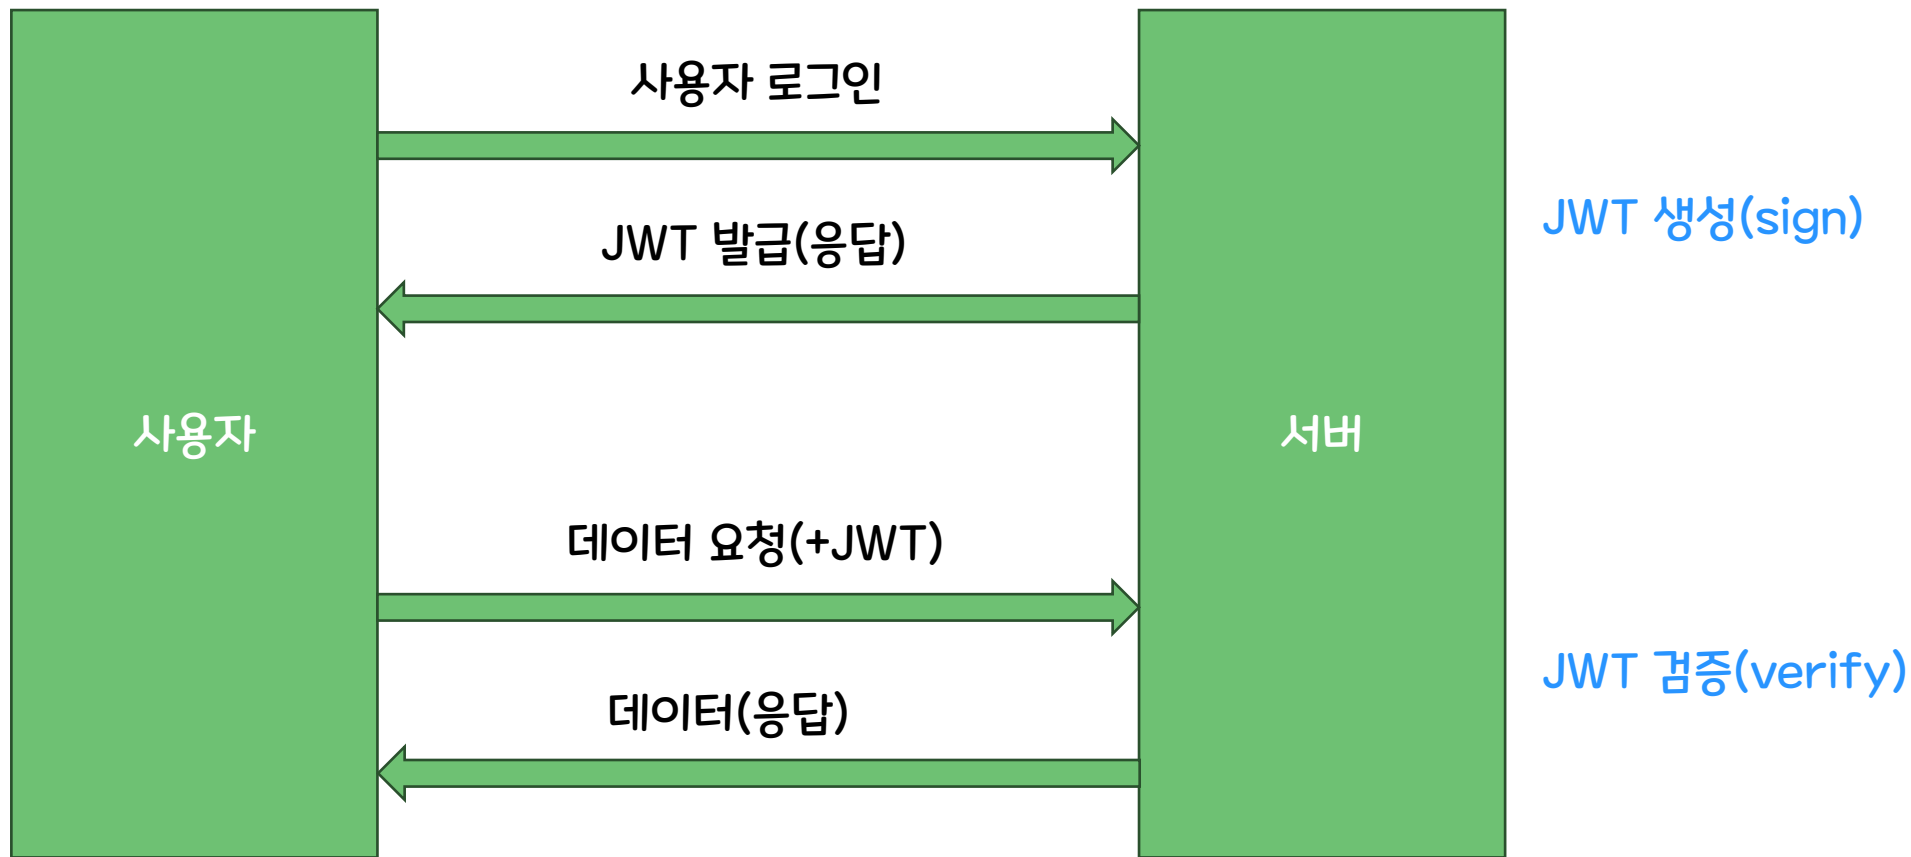 사용자 로그인
JWT 생성(sign)
JWT 발급(응답)
사용자
서버
데이터 요청(+JWT)
JWT 검증(verify)
데이터(응답)